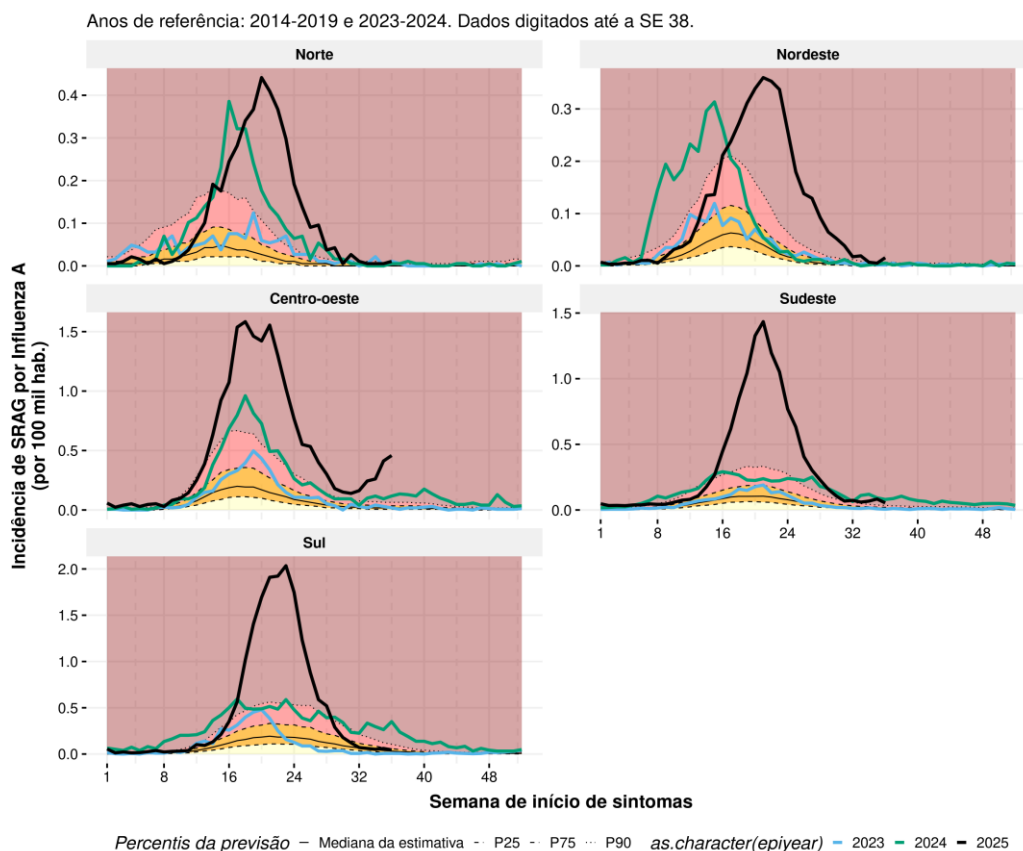 Anos de referência: 2014-2019 e 2023-2024. Dados digitados até a SE 38.
Norte
0.4
0.3
0.2
0.1
0.0
Nordeste
0.3
0.2
0.1
0.0
Centro-oeste
1.5
1.0
0.5
0.0
Sudeste
1.5
1.0
0.5
0.0
1 8 16 24 32 40 48
Sul
2.0
1.5
1.0
0.5
0.0
1 8 16 24 32 40 48
Incidência de SRAG por Influenza A
(por 100 mil hab.)
Semana de início de sintomas
Percentis da previsão Mediana da estimativa P25 P75 P90 as.character(epiyear) 2023 2024 2025